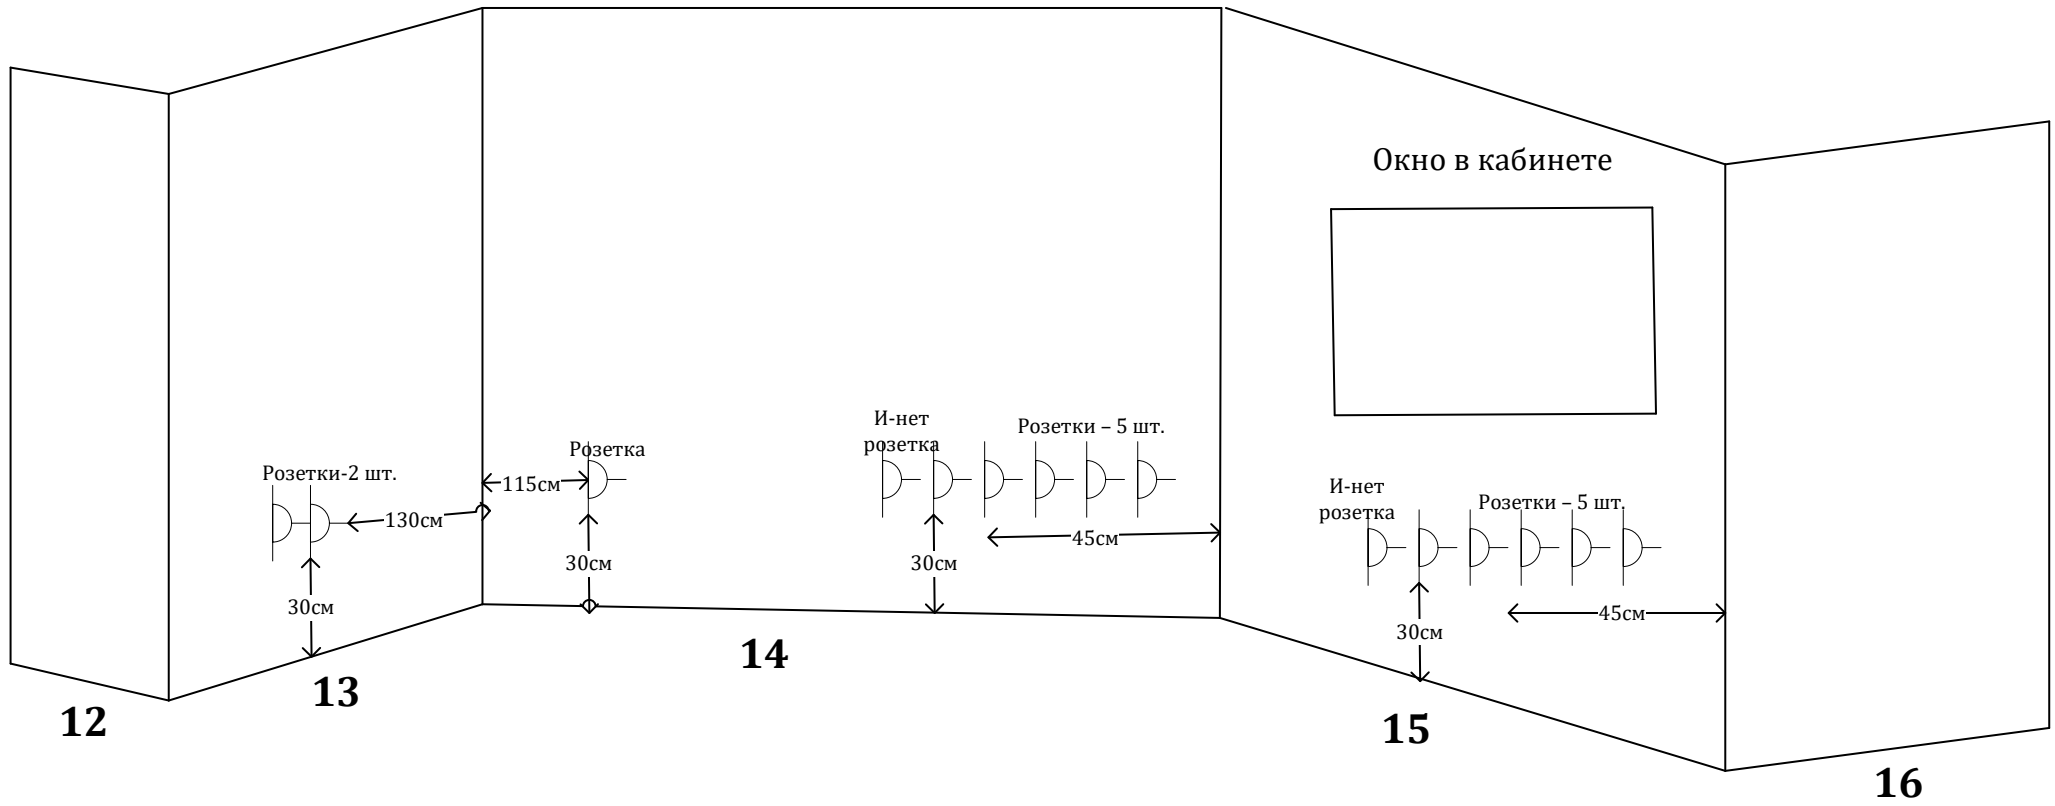 Окно в кабинете
И-нет
розетка
Розетки – 5 шт.
Розетка
Розетки-2 шт.
115см
130см
45см
30см
30см
30см
И-нет
розетка
Розетки – 5 шт.
45см
30см
12
13
14
15
16